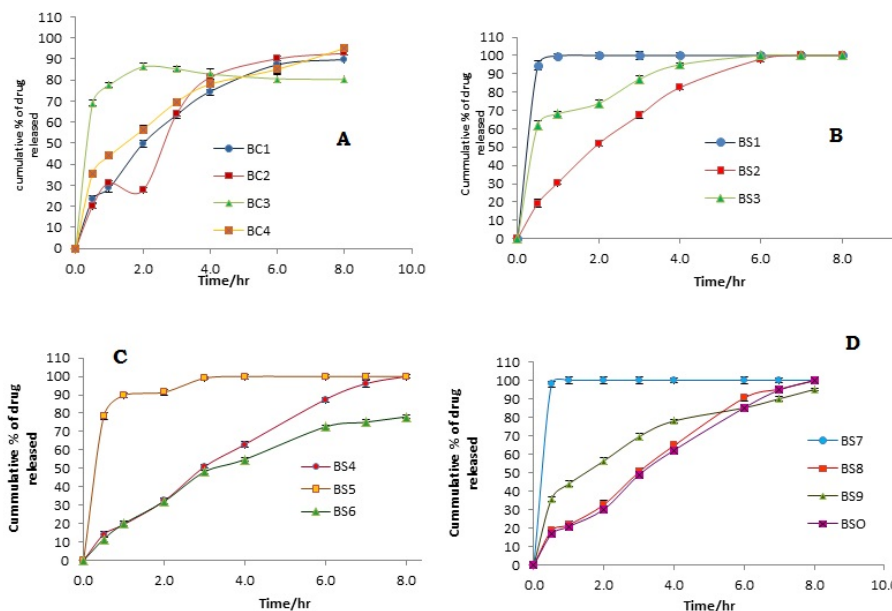 110
100
90
80
70
60
50
40
30
20
10
0
cumulative % of drug
released
A
BC1
BC2
BC3
BC4
0.0 2.0 4.0 6.0 8.0 10.0
Time/hr
110
100
90
80
70
60
50
40
30
20
10
0
Cummulative % of drug
released
B
BS1
BS2
BS3
0.0 2.0 4.0 6.0 8.0
Time/hr
110
100
90
80
70
60
50
40
30
20
10
0
Cummulative % of drug
released
C
BS4
BS5
BS6
0.0 2.0 4.0 6.0 8.0
Time/hr
110
100
90
80
70
60
50
40
30
20
10
0
Cummulative % of drug
released
D
BS7
BS8
BS9
BSO
0.0 2.0 4.0 6.0 8.0 10.0
Time/hr